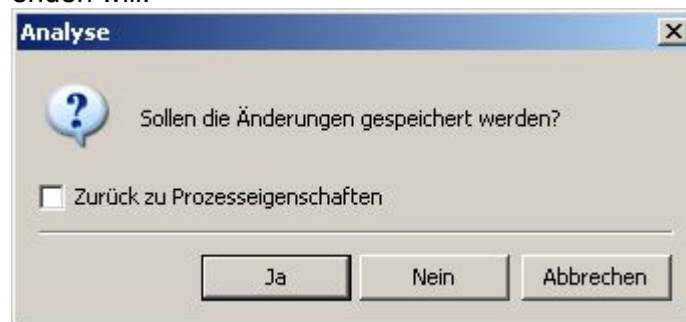 Analyse
Sollen die Änderungen gespeichert werden?
Zurück zu Prozesseigenschaften
Ja Nein Abbrechen